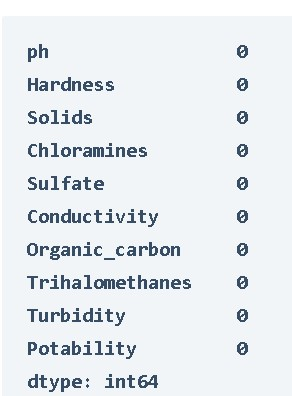 ph 0
Hardness 0
Solids 0
Chloramines 0
Sulfate 0
Conductivity 0
Organic_carbon 0
Trihalomethanes 0
Turbidity 0
Potability 0
dtype: int64